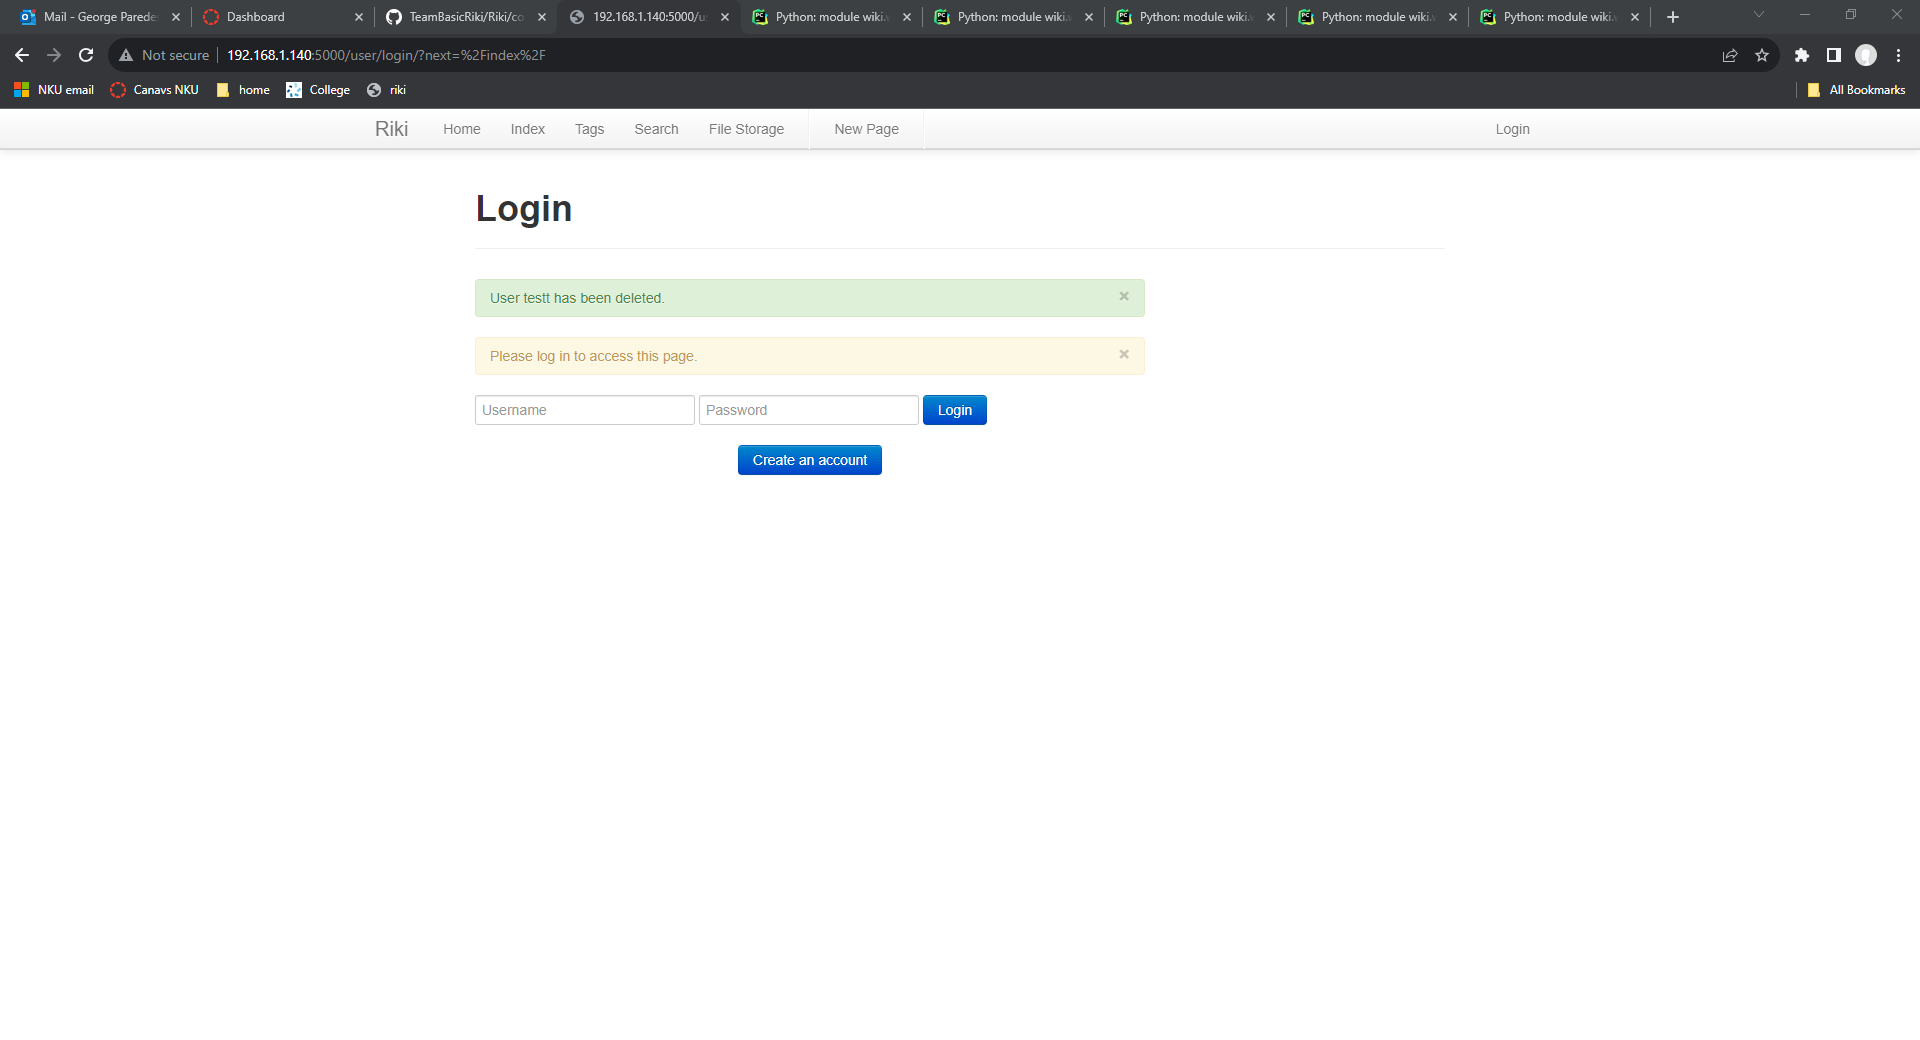 Mail - George Parede
Dashboard
TeamBasicRiki/Riki/co
192.168.1.140:5000/u
Python: module wiki.
Python: module wiki.
Python: module wiki.
Python: module wiki.
Python: module wiki.
Not secure
192.168.1.140:5000/user/login/?next=%2Findex%2F
NKU email
Canavs NKU
home
College
riki
All Bookmarks
Riki
Home
Index
Tags
Search
File Storage
New Page
Login
Login
User testt has been deleted.
Please log in to access this page.
Username
Password
Login
Create an account